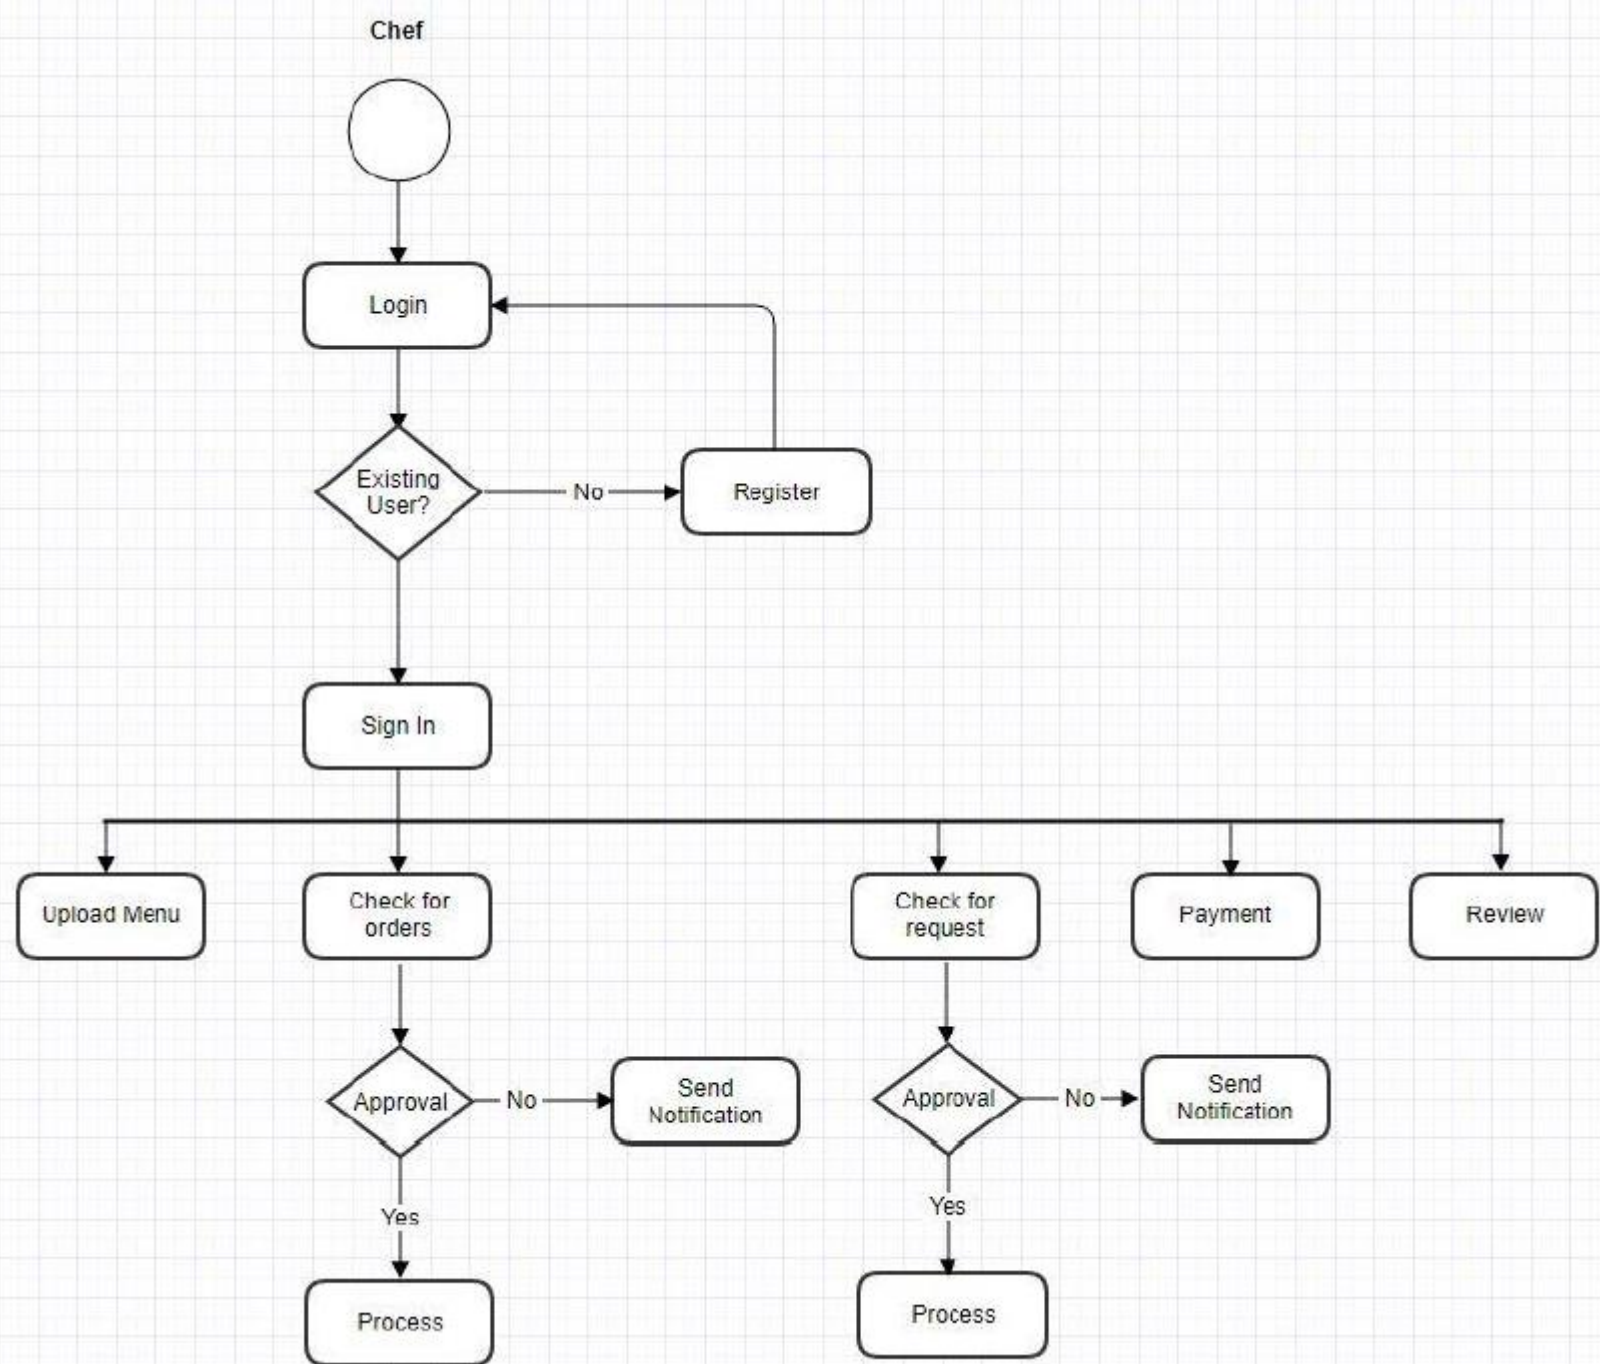 Chef
Login
Existing
User?
No
Register
Sign In
Upload Menu
Check for
orders
Check for
request
Payment
Review
Approval
No
Send
Notification
Approval
No
Send
Notification
Yes
Yes
Process
Process